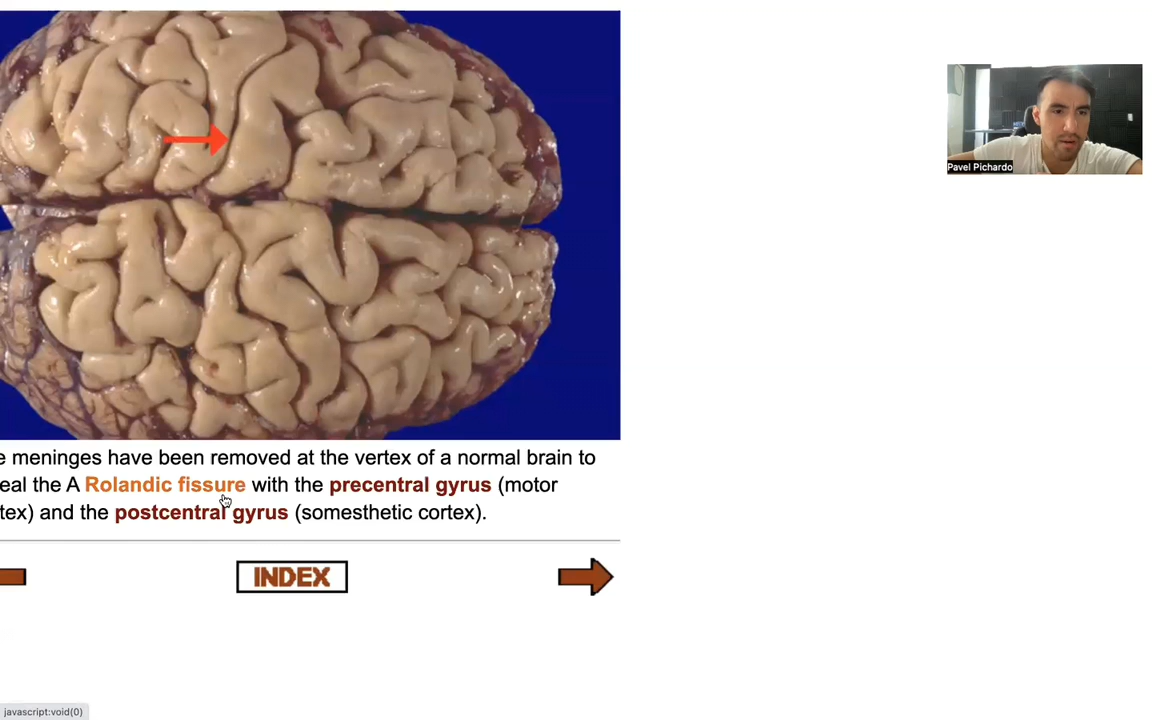 Pavel Pichardo
e meninges have been removed at the vertex of a normal brain to
eal the A Rolandic fissure with the precentral gyrus (motor
tex) and the postcentral gyrus (somesthetic cortex).
INDEX
javascript:void(0)